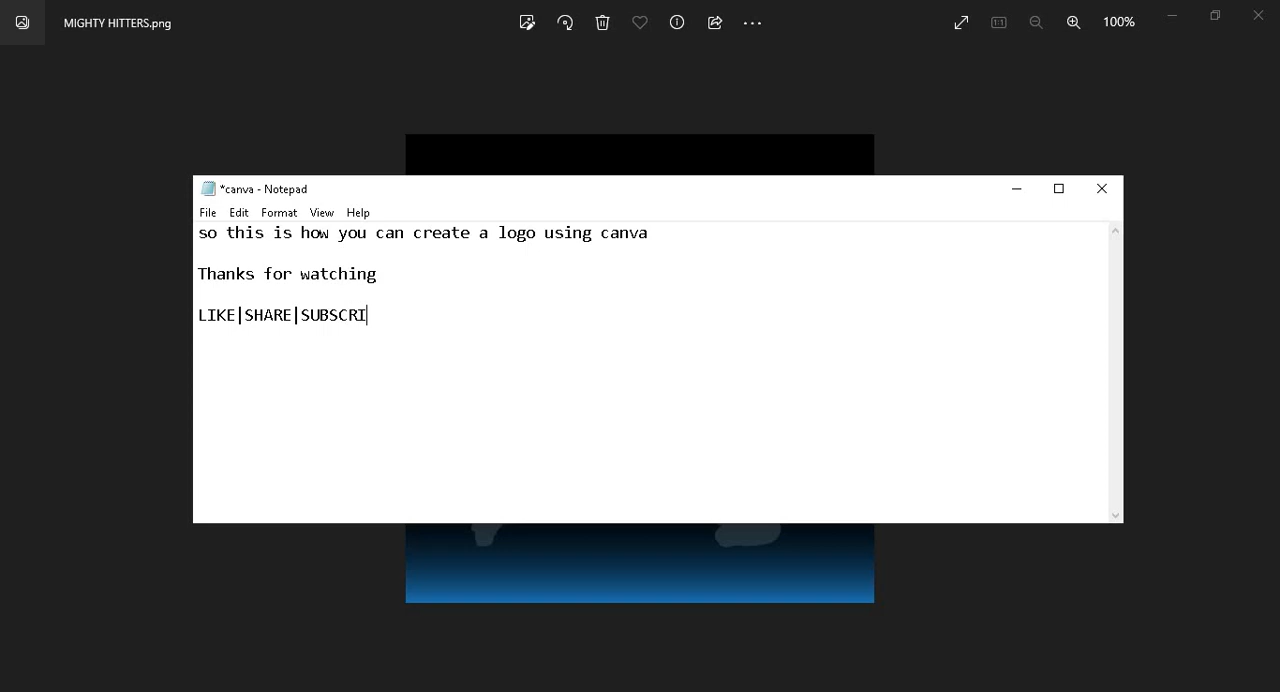 MIGHTY HITTERS.png
100%
*canva - Notepad
File Edit Format View Help
so this is how you can create a logo using canva
Thanks for watching
LIKE|SHARE|SUBSCRI